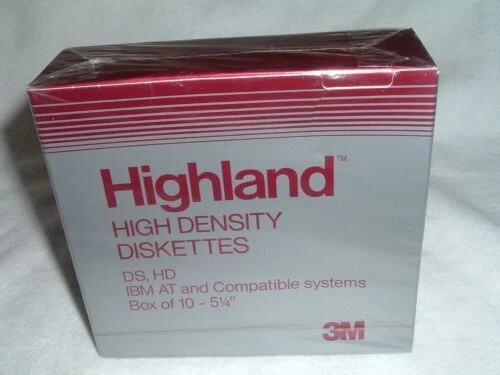 Highland™
HIGH DENSITY
DISKETTES
DS, HD
IBM AT and Compatible systems
Box of 10 - 5¼"
3M